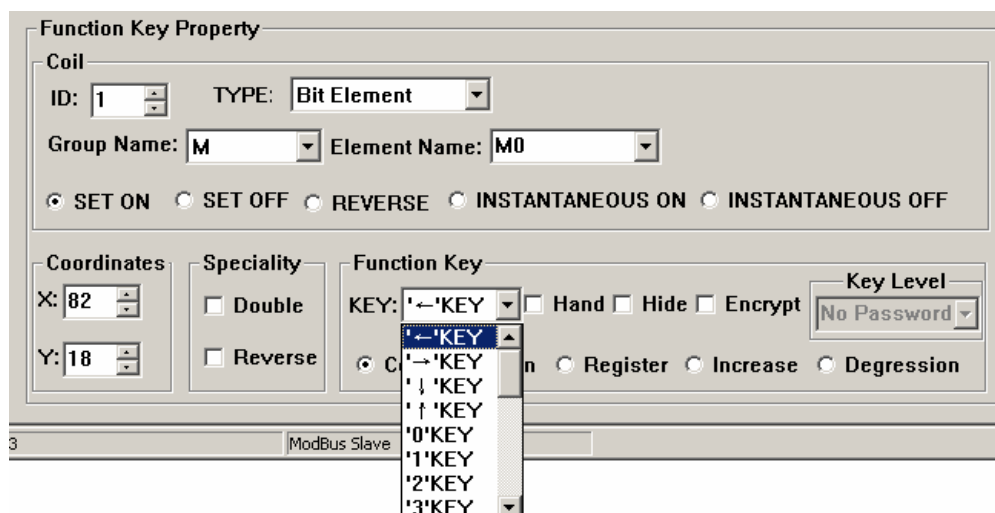 Function Key Property
Coil
ID: 1 TYPE: Bit Element
Group Name: M Element Name: M0
SET ON SET OFF REVERSE INSTANTANEOUS ON INSTANTANEOUS OFF
Coordinates
X: 82
Y: 18
Speciality
Double
Reverse
Function Key
KEY: '←'KEY Hand Hide Encrypt
Key Level
No Password
Register Increase Degression
'←'KEY
'→'KEY
'↓'KEY
'↑'KEY
'0'KEY
'1'KEY
'2'KEY
'3'KEY
3 ModBus Slave